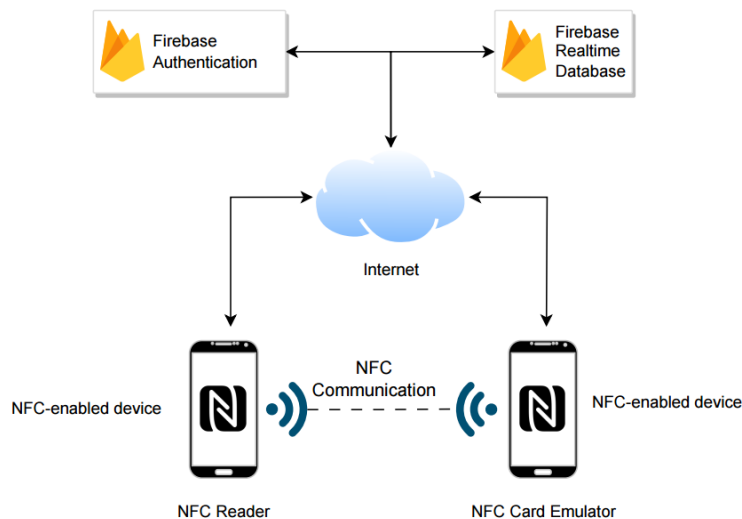 Firebase
Authentication
Firebase
Realtime
Database
Internet
NFC
Communication
NFC-enabled device
NFC-enabled device
NFC Reader
NFC Card Emulator